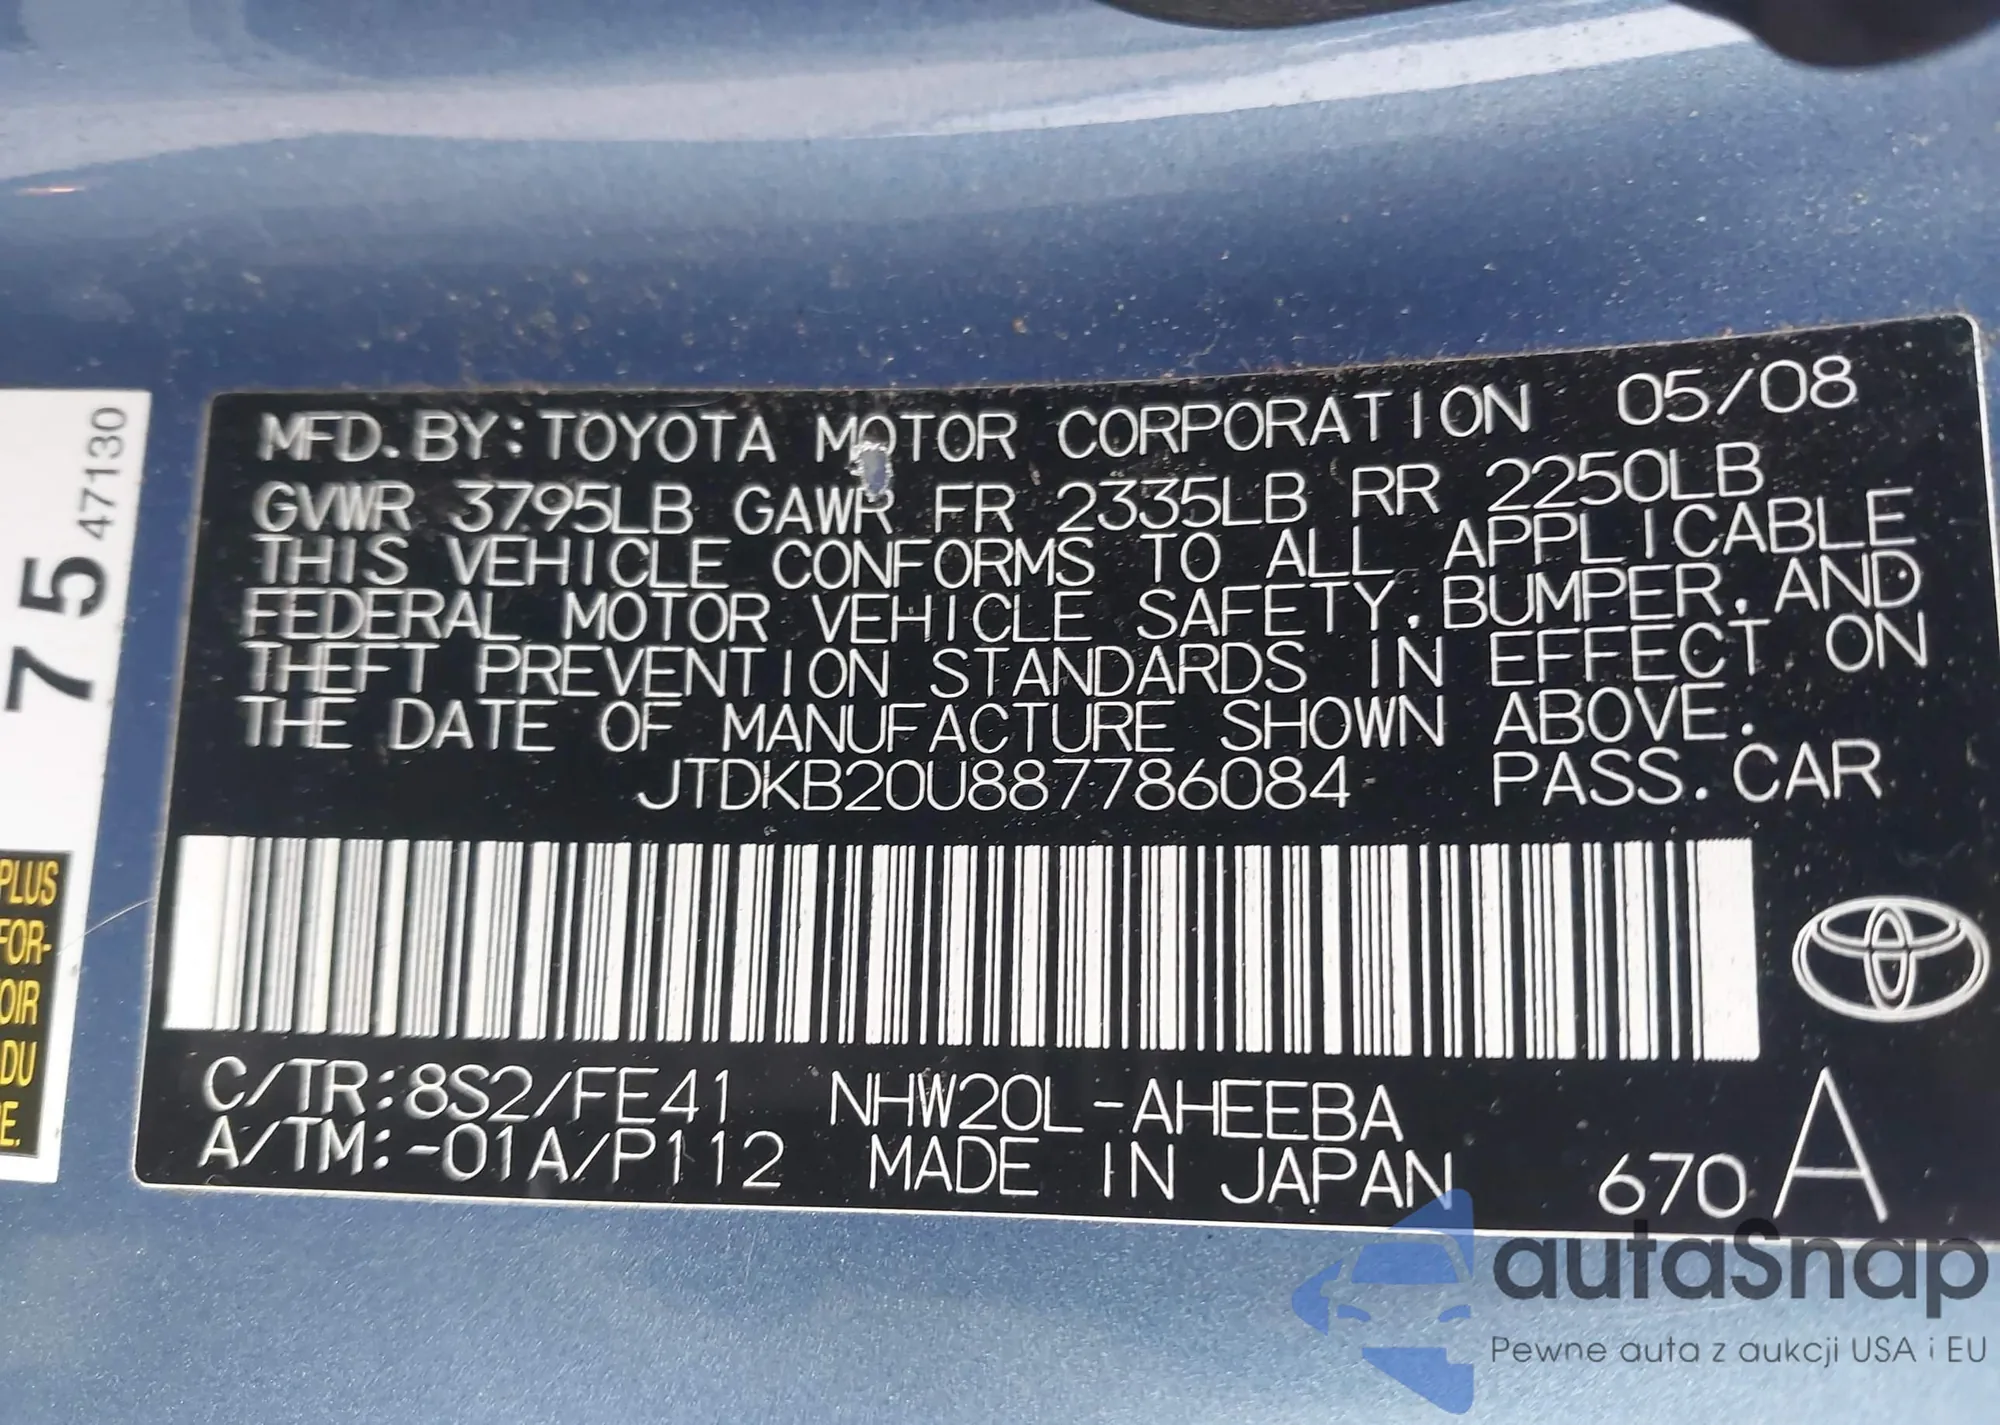 MFD. BY: TOYOTA MOTOR CORPORATION 05/08
GVWR 3795LB GAWR FR 2335LB RR 2250LB
THIS VEHICLE CONFORMS TO ALL APPLICABLE
FEDERAL MOTOR VEHICLE SAFETY, BUMPER, AND
THEFT PREVENTION STANDARDS IN EFFECT ON
THE DATE OF MANUFACTURE SHOWN ABOVE.
JTDKB20U887786084 PASS. CAR
C/TR: 8S2/FE41 NHW20L-AHEEBA
A/TM: -01A/P112 MADE IN JAPAN 670 A
75 47130
PLUS
FOR-
OIR
DU
E.
autoSnap
Pewne auta z aukcji USA i EU